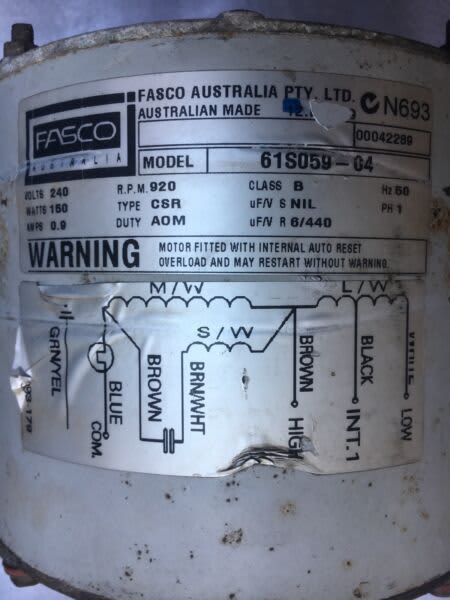 FASCO
AUSTRALIA
FASCO AUSTRALIA PTY. LTD.
N693
AUSTRALIAN MADE
00042289
MODEL 61S059-04
VOLTS 240 R.P.M. 920 CLASS B Hz 50
WATTS 150 TYPE CSR uF/V S NIL PH 1
AMPS 0.9 DUTY AOM uF/V R 6/440
WARNING MOTOR FITTED WITH INTERNAL AUTO RESET
OVERLOAD AND MAY RESTART WITHOUT WARNING.
M/W
L/W
S/W
GRN/YEL
BLUE
COM.
BROWN
BRN/WHT
BROWN
HIGH
BLACK
INT.1
WHITE
LOW